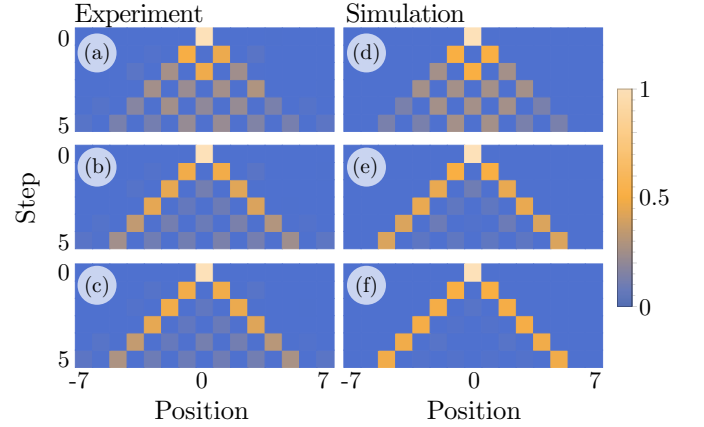 Experiment Simulation
0 (a) (d)
1
5
0 (b) (e)
Step
0.5
5
0 (c) (f)
0
5
-7 0 7 -7 0 7
Position Position